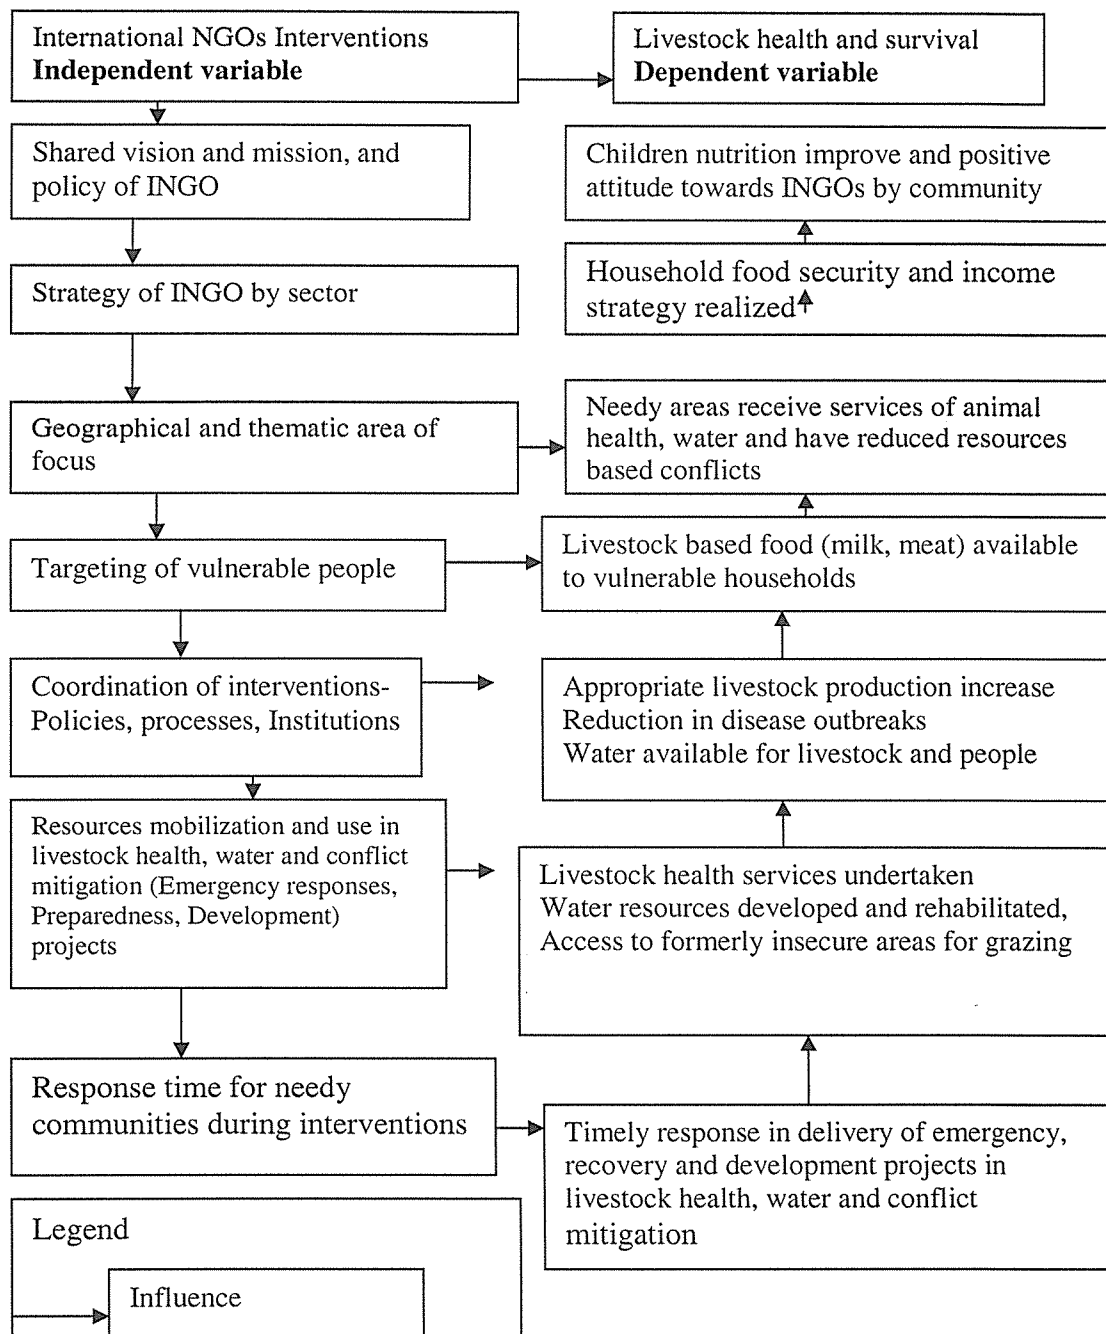 International NGOs Interventions
Independent variable
Livestock health and survival
Dependent variable
Shared vision and mission, and
policy of INGO
Children nutrition improve and positive
attitude towards INGOs by community
Strategy of INGO by sector
Household food security and income
strategy realized
Geographical and thematic area of
focus
Needy areas receive services of animal
health, water and have reduced resources
based conflicts
Targeting of vulnerable people
Livestock based food (milk, meat) available
to vulnerable households
Coordination of interventions-
Policies, processes, Institutions
Appropriate livestock production increase
Reduction in disease outbreaks
Water available for livestock and people
Resources mobilization and use in
livestock health, water and conflict
mitigation (Emergency responses,
Preparedness, Development)
projects
Livestock health services undertaken
Water resources developed and rehabilitated,
Access to formerly insecure areas for grazing
Response time for needy
communities during interventions
Timely response in delivery of emergency,
recovery and development projects in
livestock health, water and conflict
mitigation
Legend
Influence